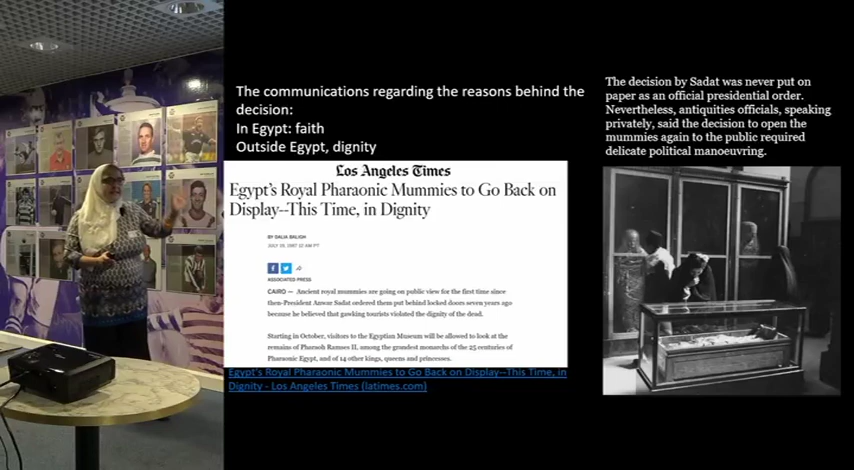 The communications regarding the reasons behind the
decision:
In Egypt: faith
Outside Egypt, dignity
Los Angeles Times
Egypt's Royal Pharaonic Mummies to Go Back on
Display--This Time, in Dignity
BY DALIA BALIGH
ASSOCIATED PRESS
CAIRO — Ancient royal mummies are going on public view for the first time since
then-President Anwar Sadat ordered them put behind locked doors seven years ago
because he believed that gawking tourists violated the dignity of the dead.
Starting in October, visitors to the Egyptian Museum will be allowed to look at the
remains of Pharaoh Ramses II, among the grandest monarchs of the 25 centuries of
Pharaonic Egypt, and of 14 other kings, queens and princesses.
Egypt's Royal Pharaonic Mummies to Go Back on Display--This Time, in
Dignity - Los Angeles Times (latimes.com)
The decision by Sadat was never put on
paper as an official presidential order.
Nevertheless, antiquities officials, speaking
privately, said the decision to open the
mummies again to the public required
delicate political manoeuvring.